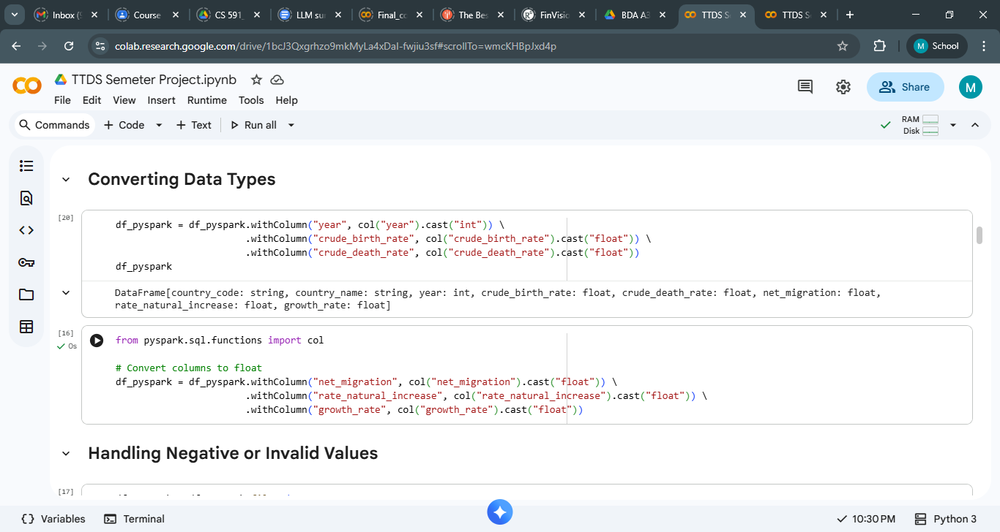 Inbox (
Course
CS 591_
LLM su
Final_cc
The Bes
FinVisio
BDA A3
TTDS S
TTDS S
colab.research.google.com/drive/1bcJ3Qxgrhzo9mkMyLa4xDaI-fwjiu3sf#scrollTo=wmcKHBpJxd4p
M School
TTDS Semeter Project.ipynb
File Edit View Insert Runtime Tools Help
Share
M
Commands + Code + Text Run all
RAM
Disk
Converting Data Types
[20]
df_pyspark = df_pyspark.withColumn("year", col("year").cast("int")) \
.withColumn("crude_birth_rate", col("crude_birth_rate").cast("float")) \
.withColumn("crude_death_rate", col("crude_death_rate").cast("float"))
df_pyspark
DataFrame[country_code: string, country_name: string, year: int, crude_birth_rate: float, crude_death_rate: float, net_migration: float,
rate_natural_increase: float, growth_rate: float]
[16]
0s
from pyspark.sql.functions import col
# Convert columns to float
df_pyspark = df_pyspark.withColumn("net_migration", col("net_migration").cast("float")) \
.withColumn("rate_natural_increase", col("rate_natural_increase").cast("float")) \
.withColumn("growth_rate", col("growth_rate").cast("float"))
Handling Negative or Invalid Values
[17]
{} Variables Terminal
10:30 PM Python 3